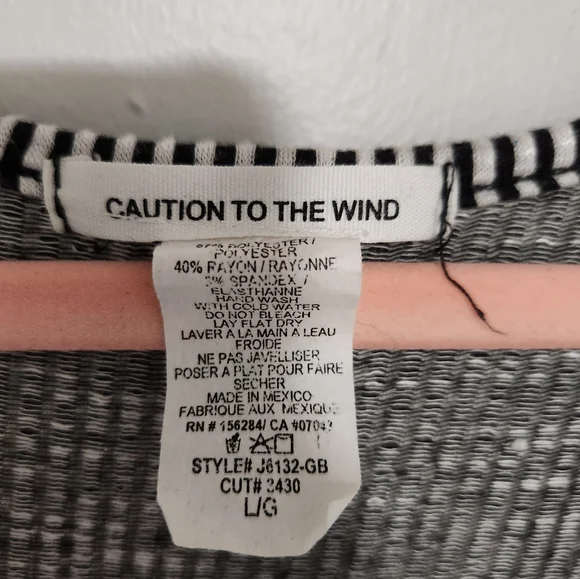 CAUTION TO THE WIND
POLYESTER /
POLYESTER
40% RAYON / RAYONNE
SPANDEX /
ELASTHANNE
HAND WASH
WITH COLD WATER
DO NOT BLEACH
LAY FLAT DRY
LAVER A LA MAIN A LEAU
FROIDE
NE PAS JAVELLISER
POSER A PLAT POUR FAIRE
SECHER
MADE IN MEXICO
FABRIQUE AUX MEXIQUE
RN # 156284/ CA
STYLE# J6132-GB
CUT# 3430
L/G